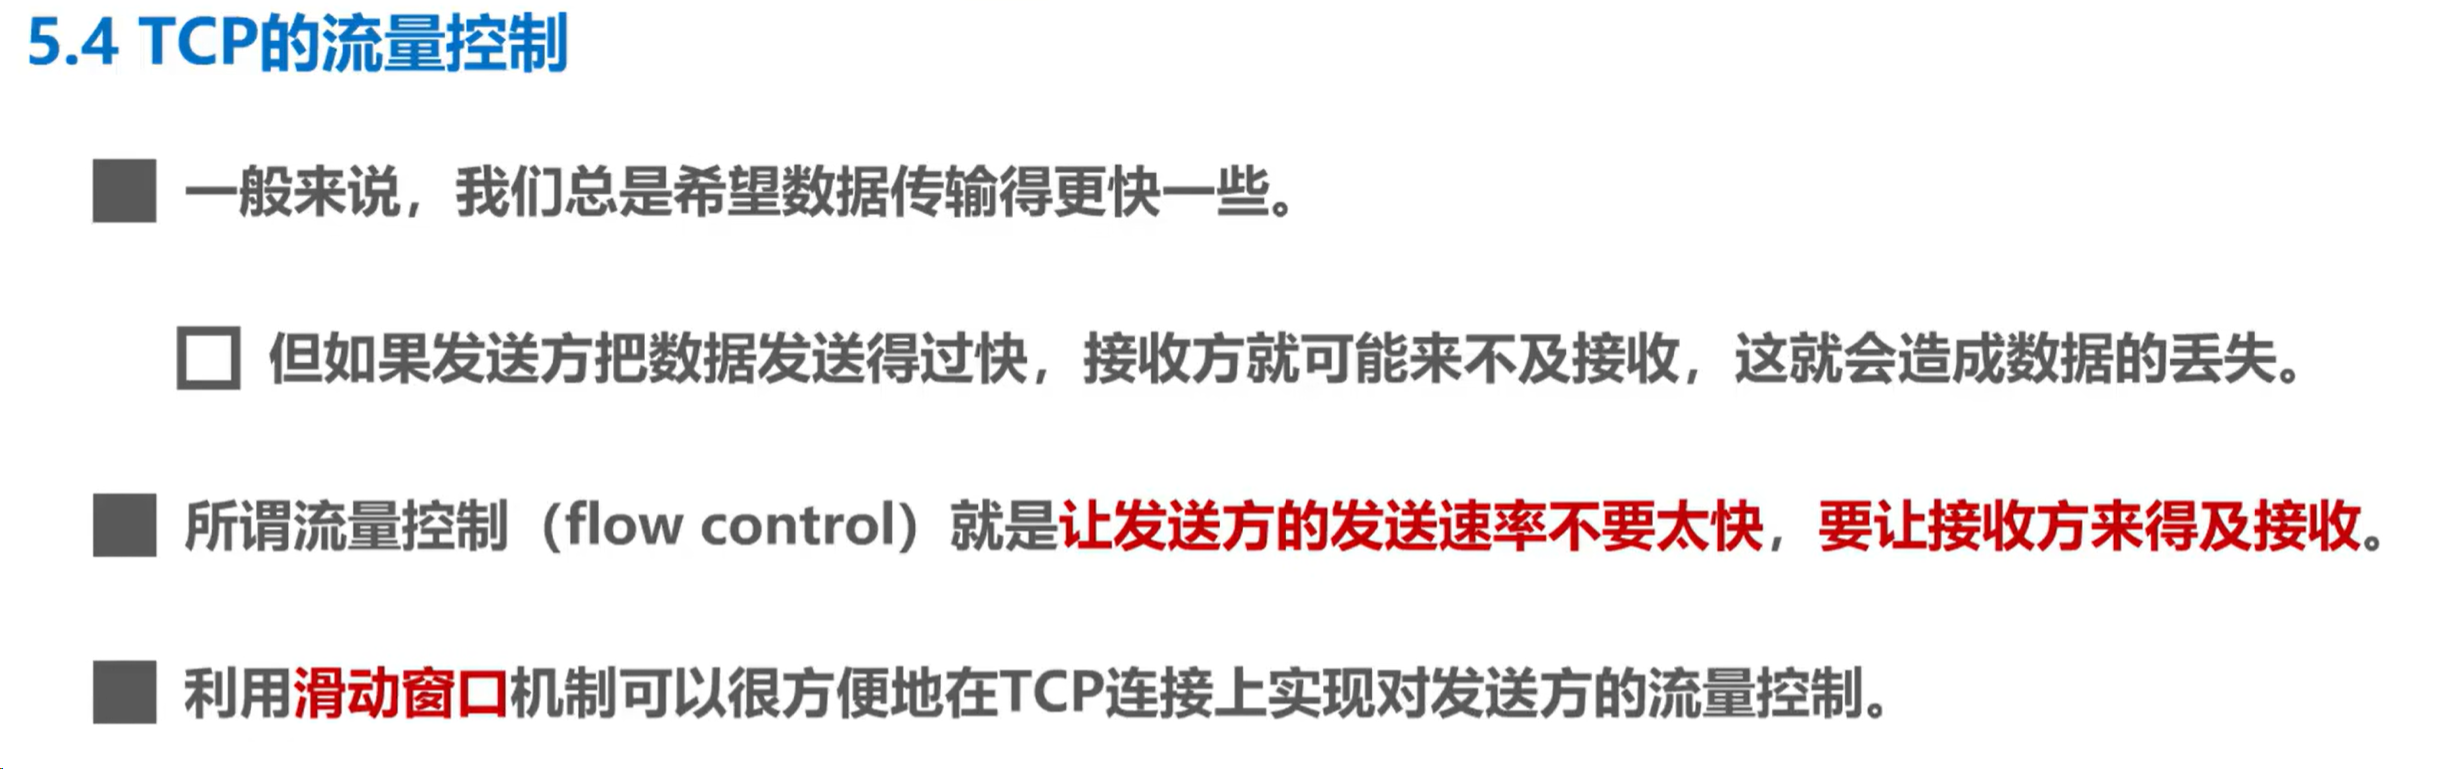 5.4 TCP的流量控制
一般来说，我们总是希望数据传输得更快一些。
但如果发送方把数据发送得过快，接收方就可能来不及接收，这就会造成数据的丢失。
所谓流量控制（flow control）就是让发送方的发送速率不要太快，要让接收方来得及接收。
利用滑动窗口机制可以很方便地在TCP连接上实现对发送方的流量控制。